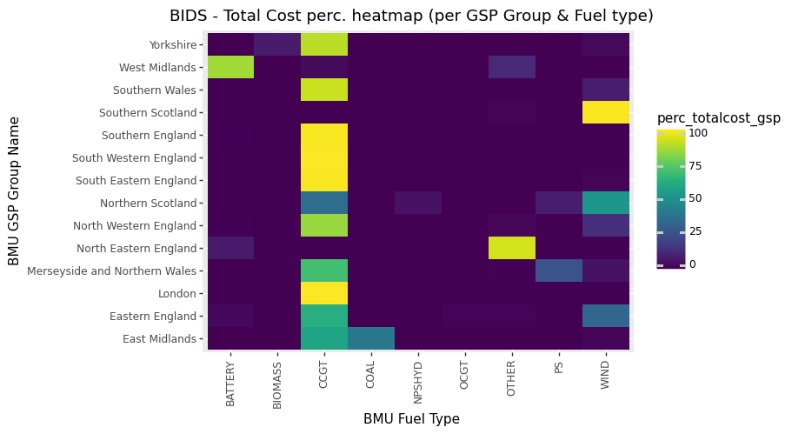 BIDS - Total Cost perc. heatmap (per GSP Group & Fuel type)
BMU GSP Group Name
Yorkshire
West Midlands
Southern Wales
Southern Scotland
Southern England
South Western England
South Eastern England
Northern Scotland
North Western England
North Eastern England
Merseyside and Northern Wales
London
Eastern England
East Midlands
BATTERY
BIOMASS
CCGT
COAL
NPSHYD
OCGT
OTHER
PS
WIND
BMU Fuel Type
perc_totalcost_gsp
100
75
50
25
0